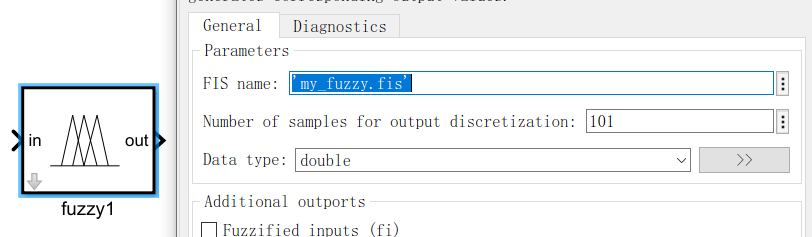 General Diagnostics
Parameters
FIS name: 'my_fuzzy.fis'
Number of samples for output discretization: 101
Data type: double >>
Additional outports
Fuzzified inputs (fi)
in out
fuzzy1